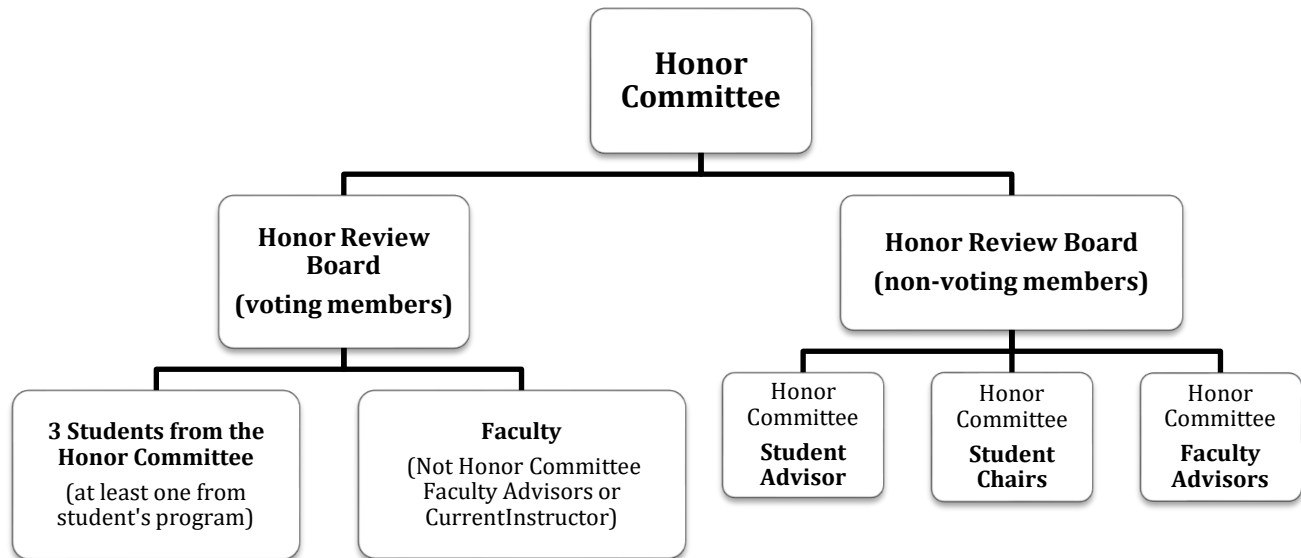 Honor
Committee
Honor Review
Board
(voting members)
Honor Review Board
(non-voting members)
3 Students from the
Honor Committee
(at least one from
student's program)
Faculty
(Not Honor Committee
Faculty Advisors or
CurrentInstructor)
Honor
Committee
Student
Advisor
Honor
Committee
Student
Chairs
Honor
Committee
Faculty
Advisors